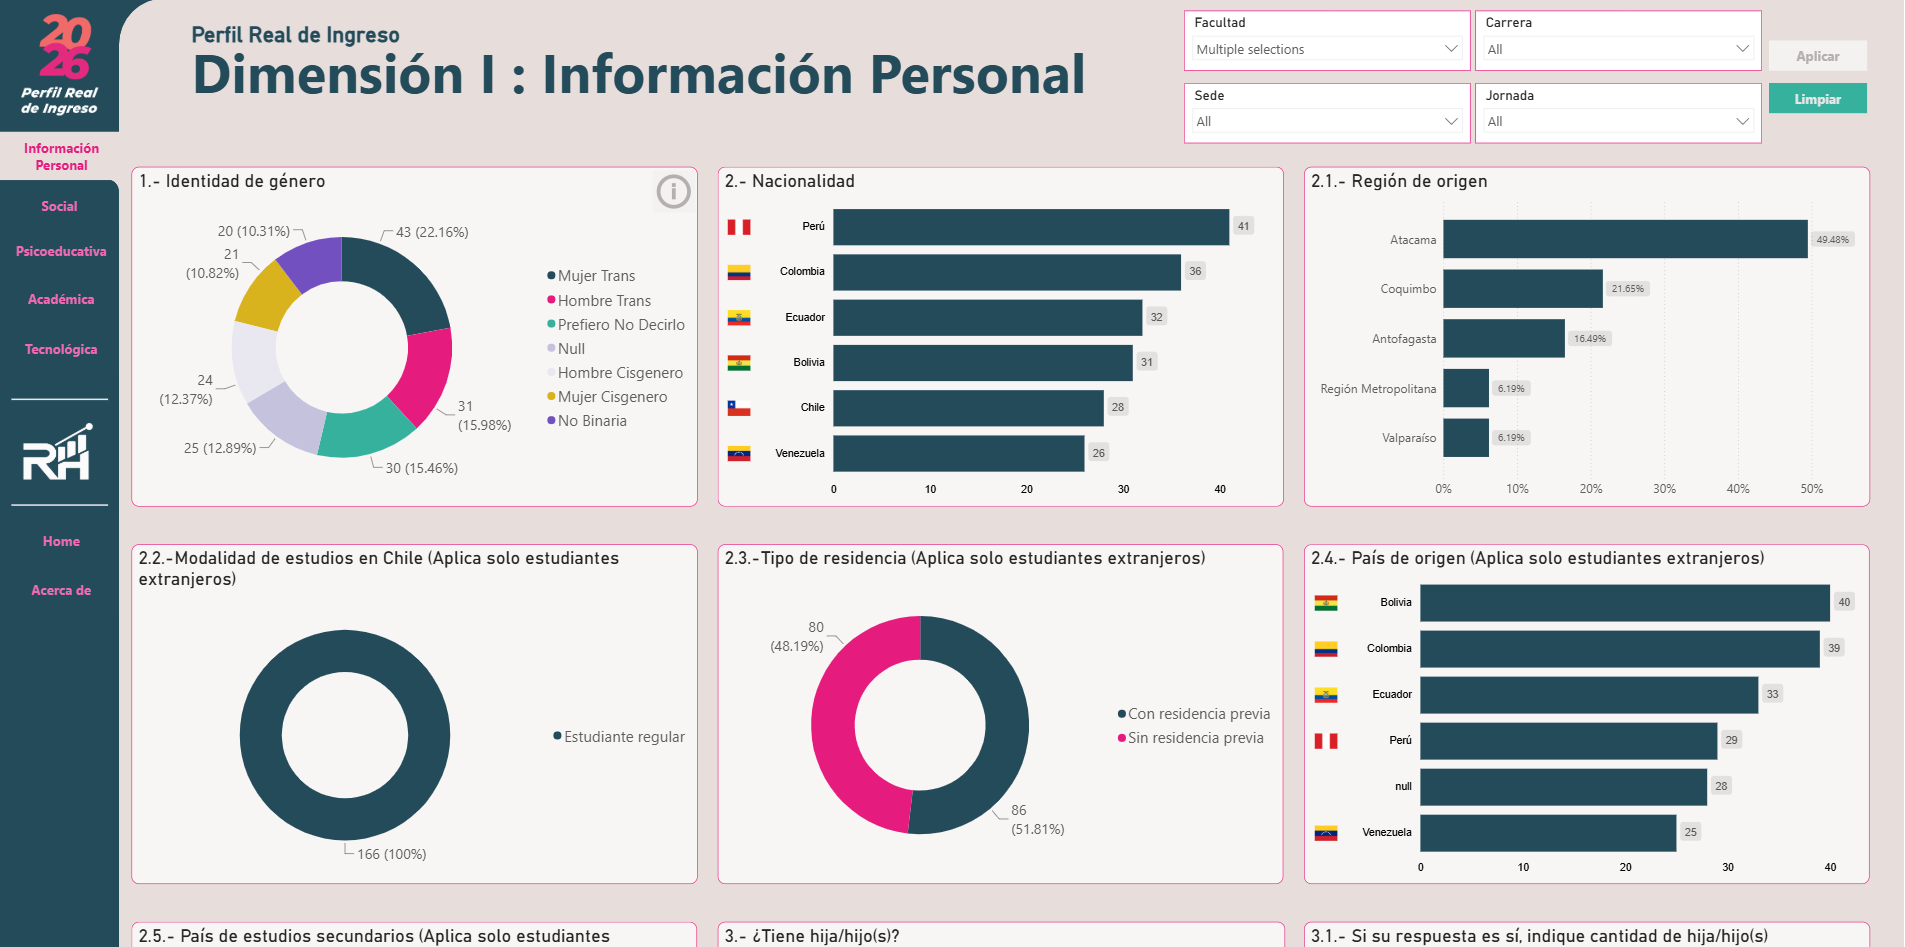 2026
Perfil Real
de Ingreso
Información
Personal
Social
Psicoeducativa
Académica
Tecnológica
RH
Home
Acerca de
Perfil Real de Ingreso
Dimensión I : Información Personal
Facultad
Multiple selections
Carrera
All
Sede
All
Jornada
All
Aplicar
Limpiar
1.- Identidad de género
i
20 (10.31%)
43 (22.16%)
21
(10.82%)
24
(12.37%)
25 (12.89%)
30 (15.46%)
31
(15.98%)
Mujer Trans
Hombre Trans
Prefiero No Decirlo
Null
Hombre Cisgenero
Mujer Cisgenero
No Binaria
2.- Nacionalidad
Perú 41
Colombia 36
Ecuador 32
Bolivia 31
Chile 28
Venezuela 26
0 10 20 30 40
2.1.- Región de origen
Atacama 49.48%
Coquimbo 21.65%
Antofagasta 16.49%
Región Metropolitana 6.19%
Valparaíso 6.19%
0% 10% 20% 30% 40% 50%
2.2.-Modalidad de estudios en Chile (Aplica solo estudiantes
extranjeros)
166 (100%)
Estudiante regular
2.3.-Tipo de residencia (Aplica solo estudiantes extranjeros)
80
(48.19%)
86
(51.81%)
Con residencia previa
Sin residencia previa
2.4.- País de origen (Aplica solo estudiantes extranjeros)
Bolivia 40
Colombia 39
Ecuador 33
Perú 29
null 28
Venezuela 25
0 10 20 30 40
2.5.- País de estudios secundarios (Aplica solo estudiantes
3.- ¿Tiene hija/hijo(s)?
3.1.- Si su respuesta es sí, indique cantidad de hija/hijo(s)